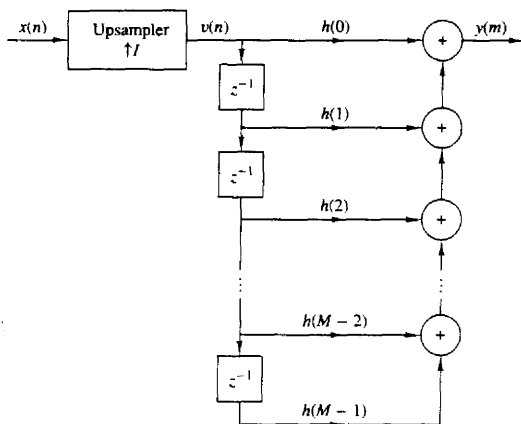 x(n)
Upsampler
↑I
v(n)
h(0)
+
y(m)
z⁻¹
h(1)
+
z⁻¹
h(2)
+
⋮
⋮
h(M − 2)
+
z⁻¹
h(M − 1)